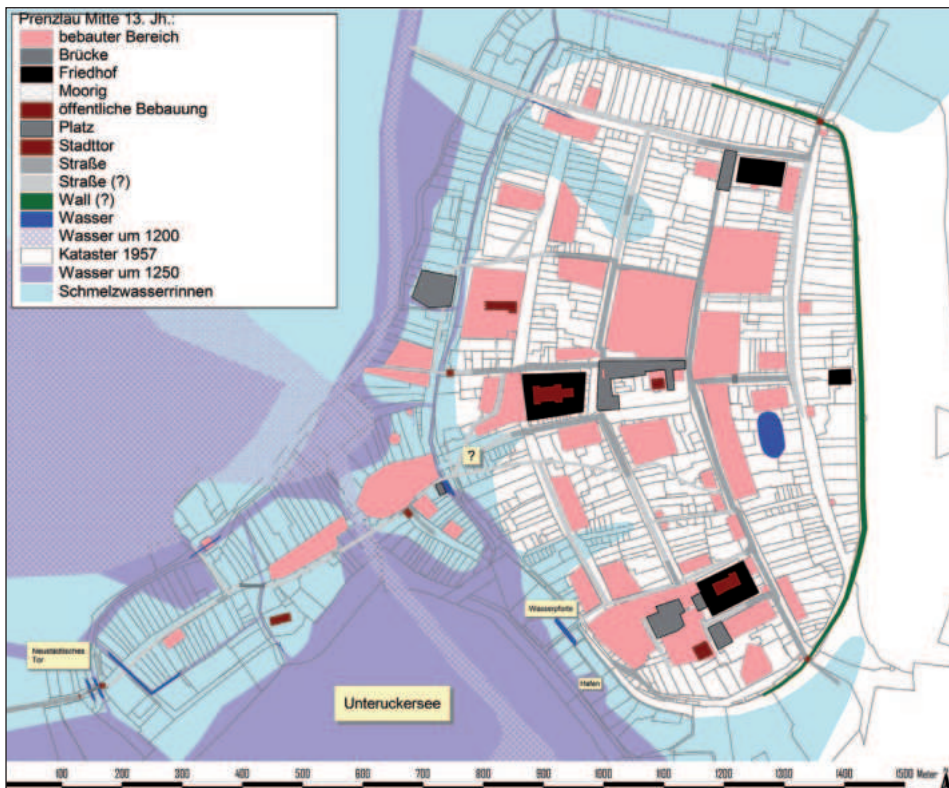 Prenzlau Mitte 13. Jh.:
bebauter Bereich
Brücke
Friedhof
Moorig
öffentliche Bebauung
Platz
Stadttor
Straße
Straße (?)
Wall (?)
Wasser
Wasser um 1200
Kataster 1957
Wasser um 1250
Schmelzwasserrinnen
?
Wasserpforte
Neustädtisches
Tor
Hafen
Unteruckersee
100 200 300 400 500 600 700 800 900 1000 1100 1200 1300 1400 1500 Meter